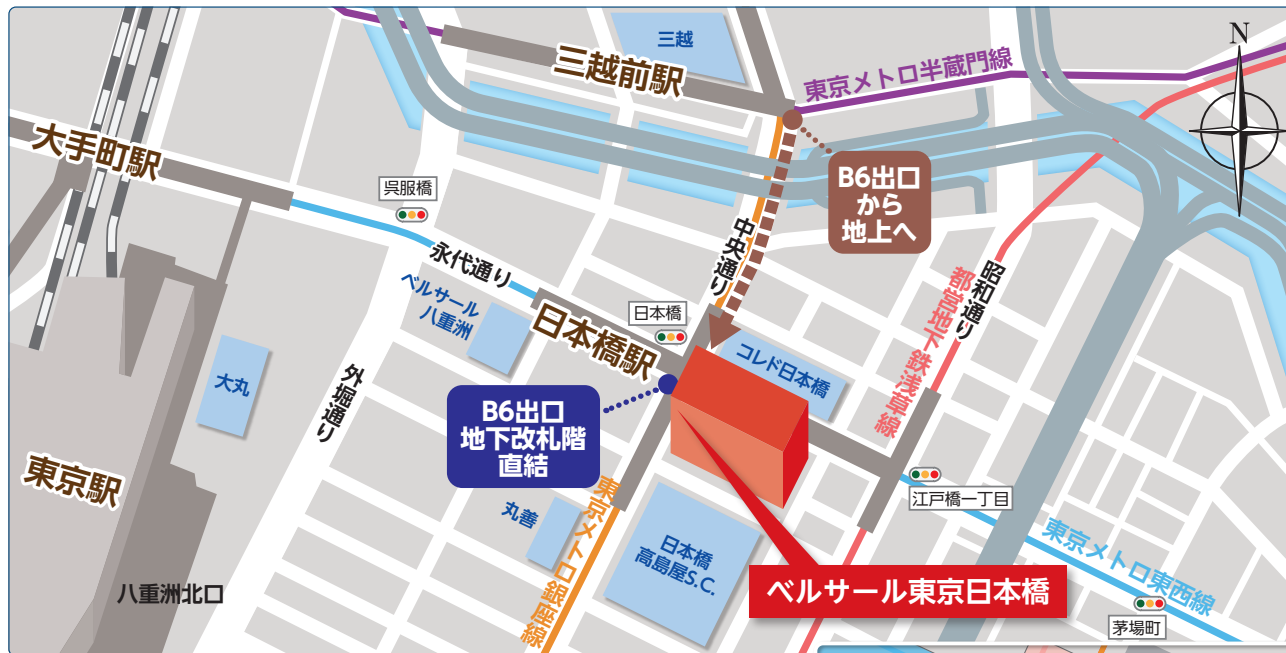 三越
三越前駅
東京メトロ半蔵門線
N
大手町駅
呉服橋
B6出口
から
地上へ
中央通り
永代通り
昭和通り
都営地下鉄浅草線
ベルサール
八重洲
日本橋
日本橋駅
コレド日本橋
大丸
外堀通り
B6出口
地下改札階
直結
東京駅
江戸橋一丁目
丸善
東京メトロ銀座線
日本橋
高島屋S.C.
東京メトロ東西線
ベルサール東京日本橋
八重洲北口
茅場町